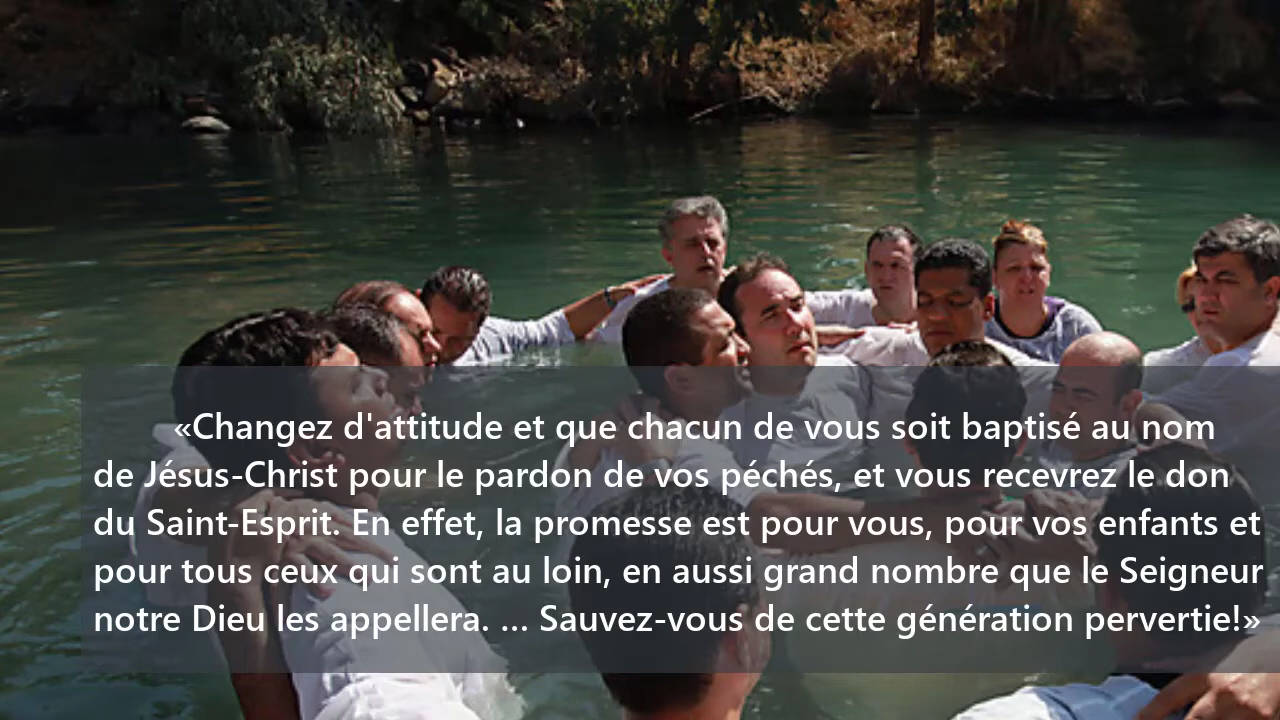 «Changez d'attitude et que chacun de vous soit baptisé au nom
de Jésus-Christ pour le pardon de vos péchés, et vous recevrez le don
du Saint-Esprit. En effet, la promesse est pour vous, pour vos enfants et
pour tous ceux qui sont au loin, en aussi grand nombre que le Seigneur
notre Dieu les appellera. ... Sauvez-vous de cette génération pervertie!»